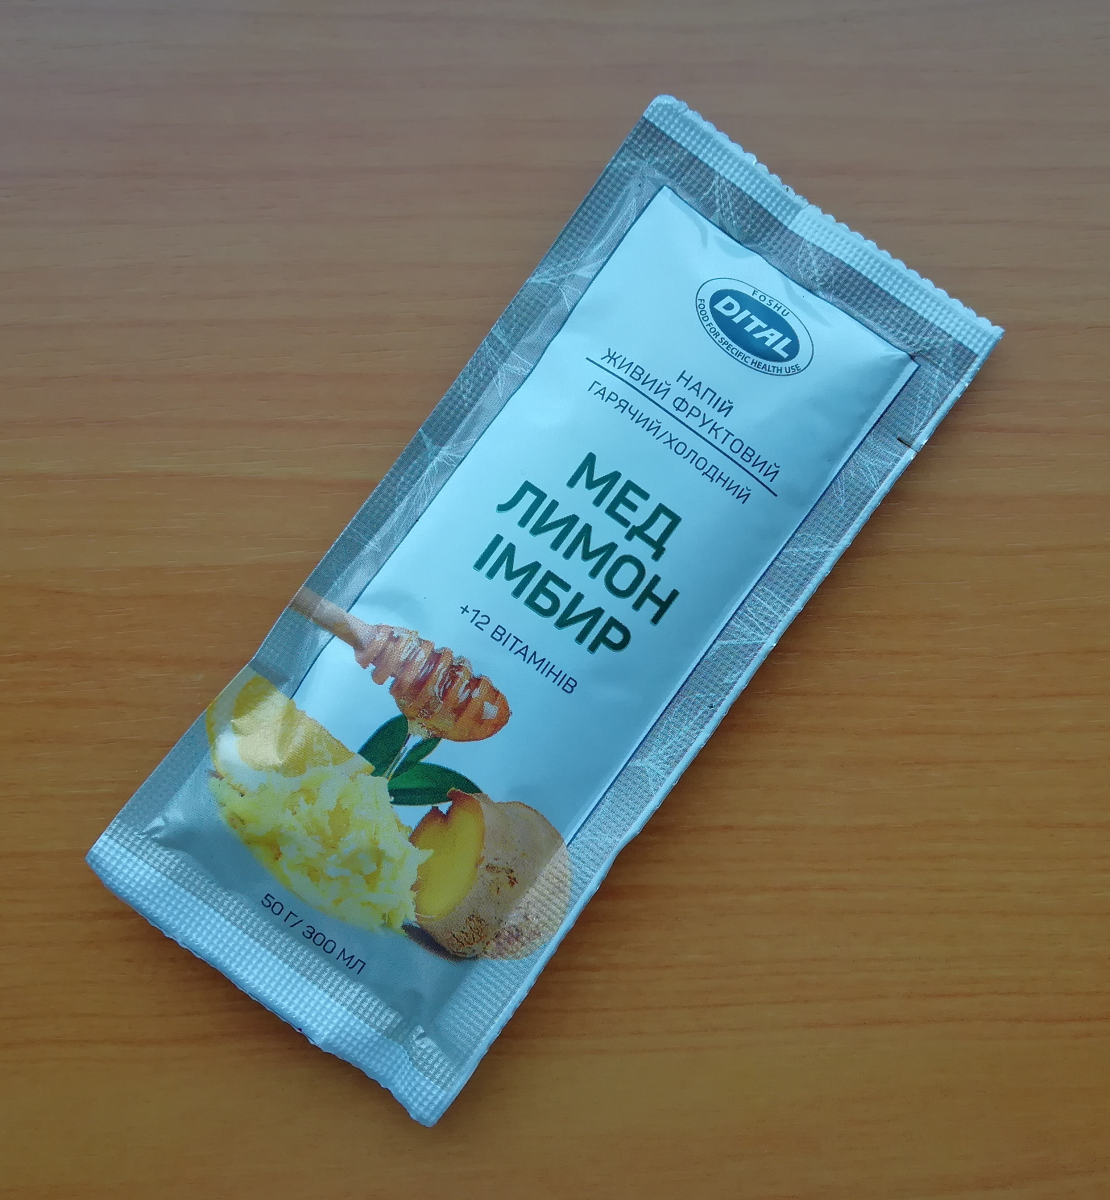 FoSHU
DITAL
FOOD FOR SPECIFIC HEALTH USE
НАПІЙ
ЖИВИЙ ФРУКТОВИЙ
ГАРЯЧИЙ/ХОЛОДНИЙ
МЕД
ЛИМОН
ІМБИР
+12 ВІТАМІНІВ
50 Г/ 300 МЛ